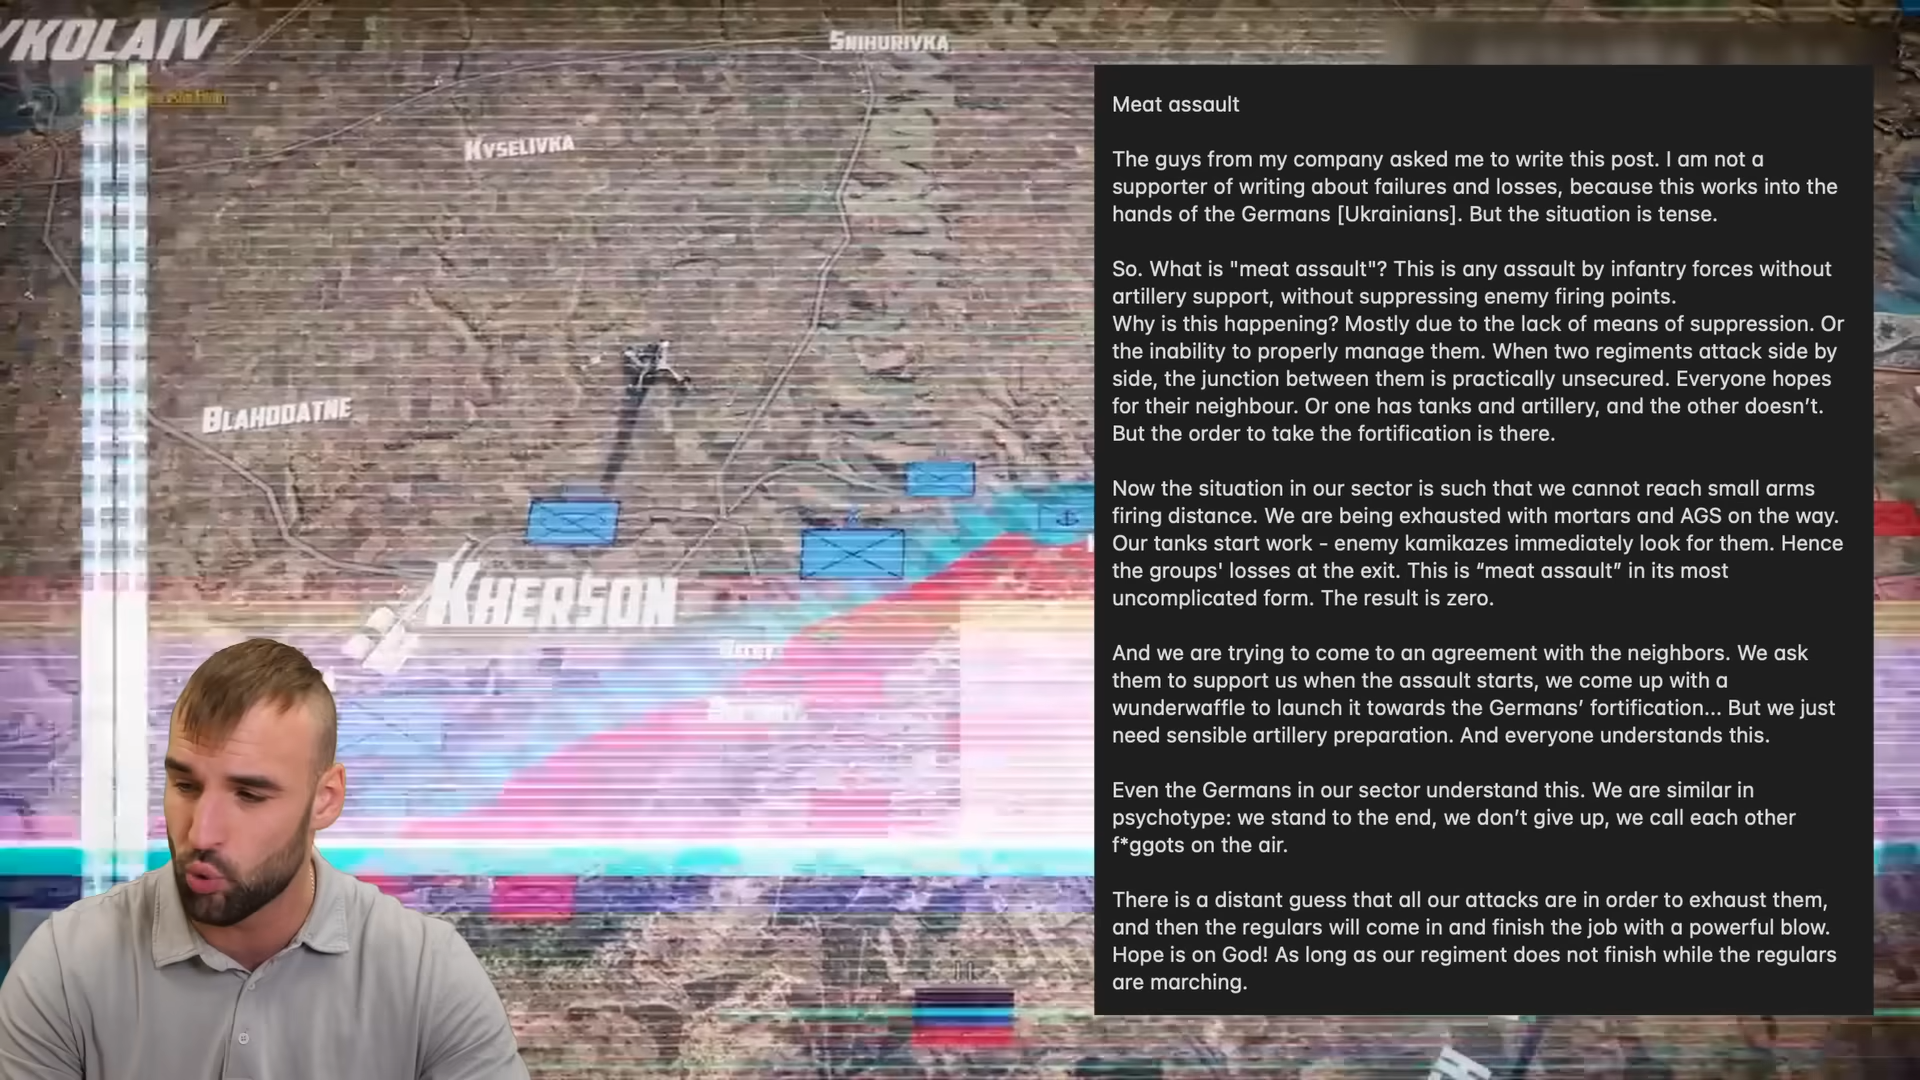 SNIHURIVKA
KYSELIVKA
BLAHODATNE
KHERSON
Meat assault
The guys from my company asked me to write this post. I am not a
supporter of writing about failures and losses, because this works into the
hands of the Germans [Ukrainians]. But the situation is tense.
So. What is "meat assault"? This is any assault by infantry forces without
artillery support, without suppressing enemy firing points.
Why is this happening? Mostly due to the lack of means of suppression. Or
the inability to properly manage them. When two regiments attack side by
side, the junction between them is practically unsecured. Everyone hopes
for their neighbour. Or one has tanks and artillery, and the other doesn’t.
But the order to take the fortification is there.
Now the situation in our sector is such that we cannot reach small arms
firing distance. We are being exhausted with mortars and AGS on the way.
Our tanks start work - enemy kamikazes immediately look for them. Hence
the groups' losses at the exit. This is “meat assault” in its most
uncomplicated form. The result is zero.
And we are trying to come to an agreement with the neighbors. We ask
them to support us when the assault starts, we come up with a
wunderwaffle to launch it towards the Germans’ fortification... But we just
need sensible artillery preparation. And everyone understands this.
Even the Germans in our sector understand this. We are similar in
psychotype: we stand to the end, we don’t give up, we call each other
f*ggots on the air.
There is a distant guess that all our attacks are in order to exhaust them,
and then the regulars will come in and finish the job with a powerful blow.
Hope is on God! As long as our regiment does not finish while the regulars
are marching.